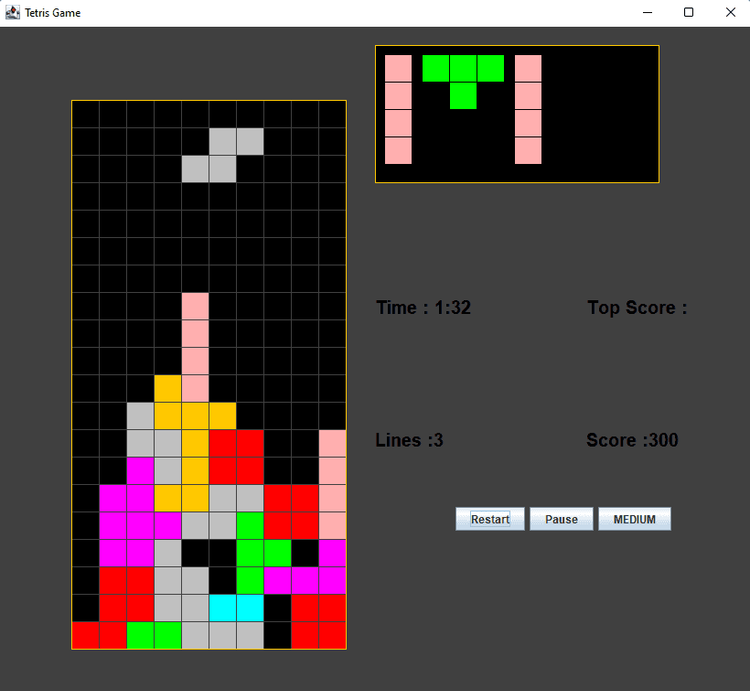 Tetris Game
Time : 1:32
Top Score :
Lines :3
Score :300
Restart
Pause
MEDIUM